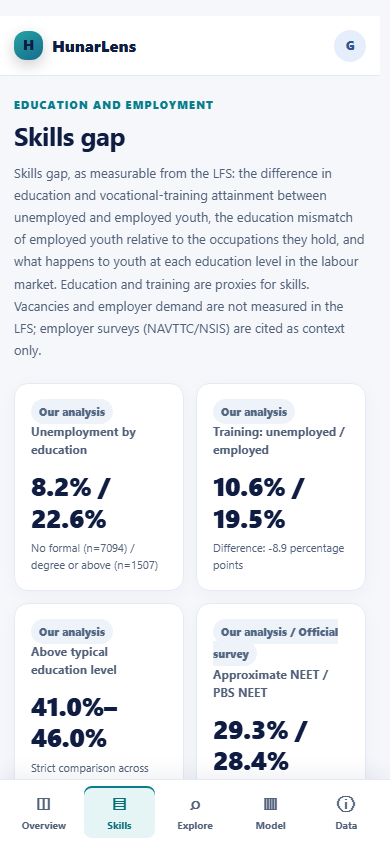 H HunarLens G
EDUCATION AND EMPLOYMENT
Skills gap
Skills gap, as measurable from the LFS: the difference in
education and vocational-training attainment between
unemployed and employed youth, the education mismatch
of employed youth relative to the occupations they hold, and
what happens to youth at each education level in the labour
market. Education and training are proxies for skills.
Vacancies and employer demand are not measured in the
LFS; employer surveys (NAVTTC/NSIS) are cited as context
only.
Our analysis
Unemployment by
education
8.2% /
22.6%
No formal (n=7094) /
degree or above (n=1507)
Our analysis
Training: unemployed /
employed
10.6% /
19.5%
Difference: -8.9 percentage
points
Our analysis
Above typical
education level
41.0%–
46.0%
Strict comparison across
Our analysis / Official
survey
Approximate NEET /
PBS NEET
29.3% /
28.4%
Overview Skills Explore Model Data